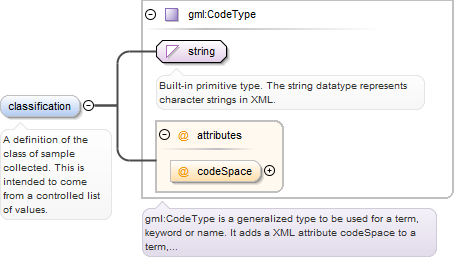 gml:CodeType
string
Built-in primitive type. The string datatype represents
character strings in XML.
classification
A definition of the
class of sample
collected. This is
intended to come
from a controlled list
of values.
@ attributes
@ codeSpace
gml:CodeType is a generalized type to be used for a term,
keyword or name. It adds a XML attribute codeSpace to a
term,...